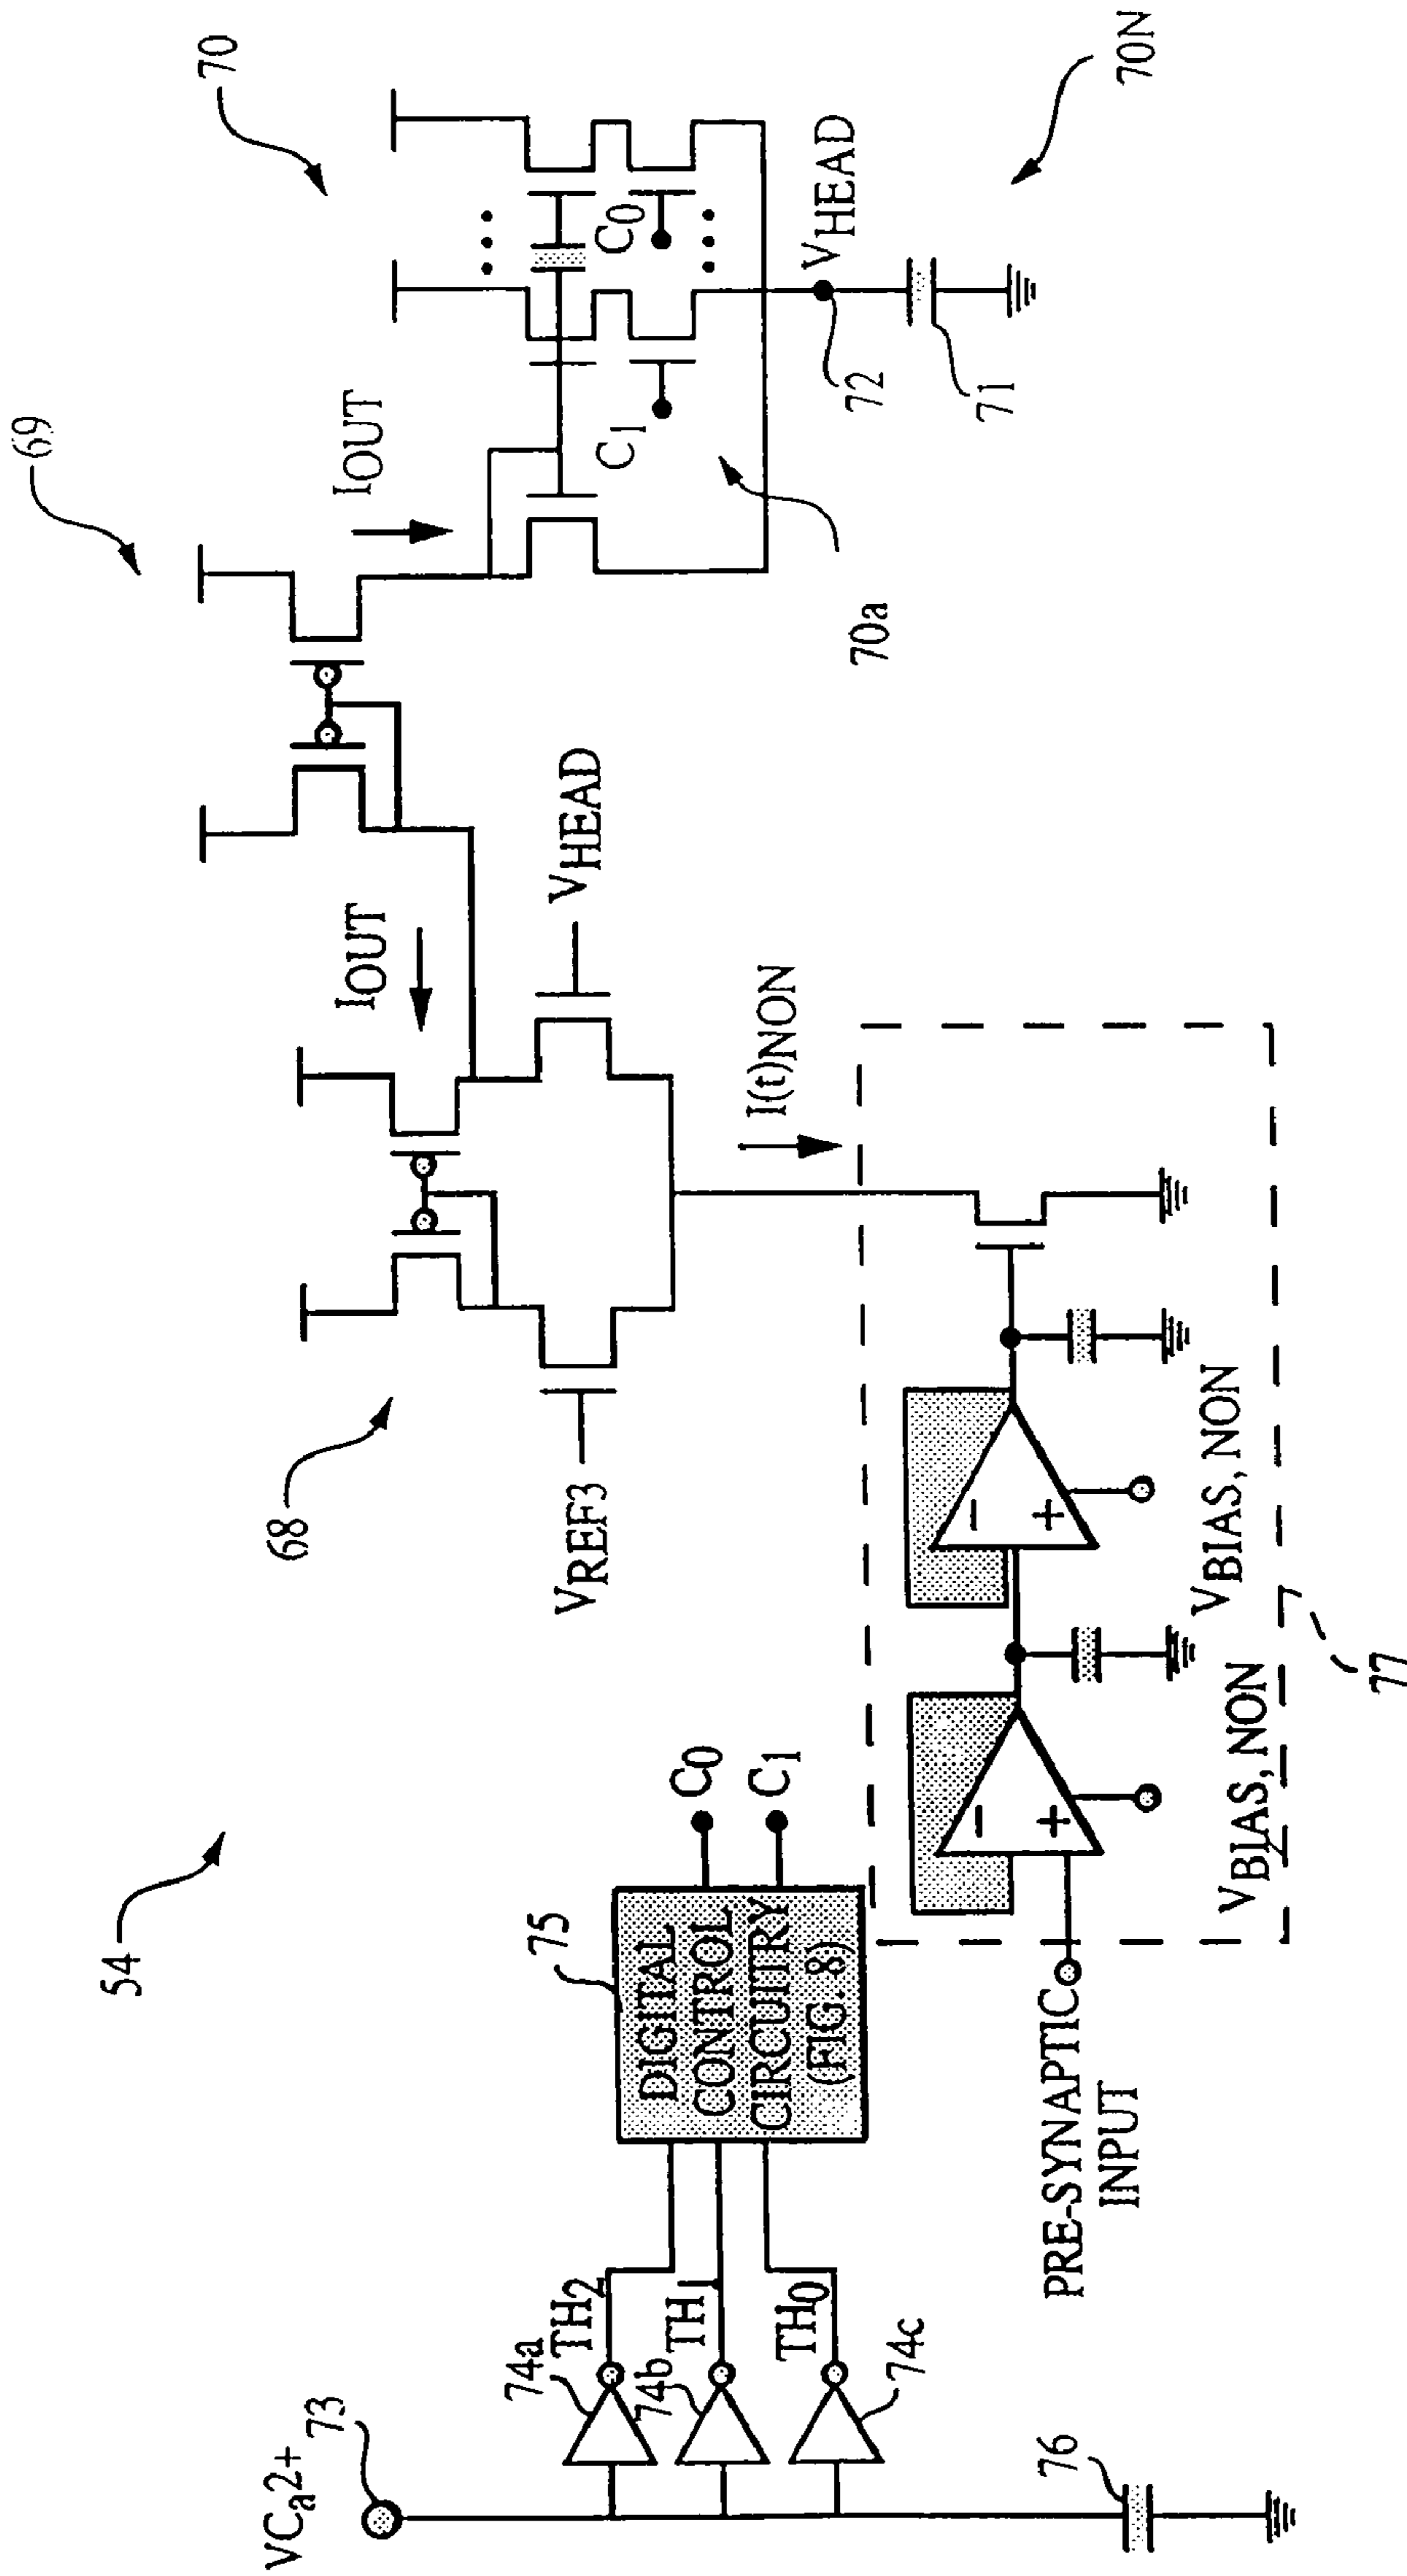 54
VCa2+
73
74a
TH2
74b
TH1
TH0
74c
76
75
DIGITAL
CONTROL
CIRCUITRY
(FIG. 8)
C0
C1
PRE-SYNAPTIC
INPUT
68
VREF3
IOUT
VHEAD
I(t)NON
−
+
VBIAS, NON
−
+
VBIAS, NON
77
69
IOUT
70
C1
C0
70a
72
VHEAD
71
70N